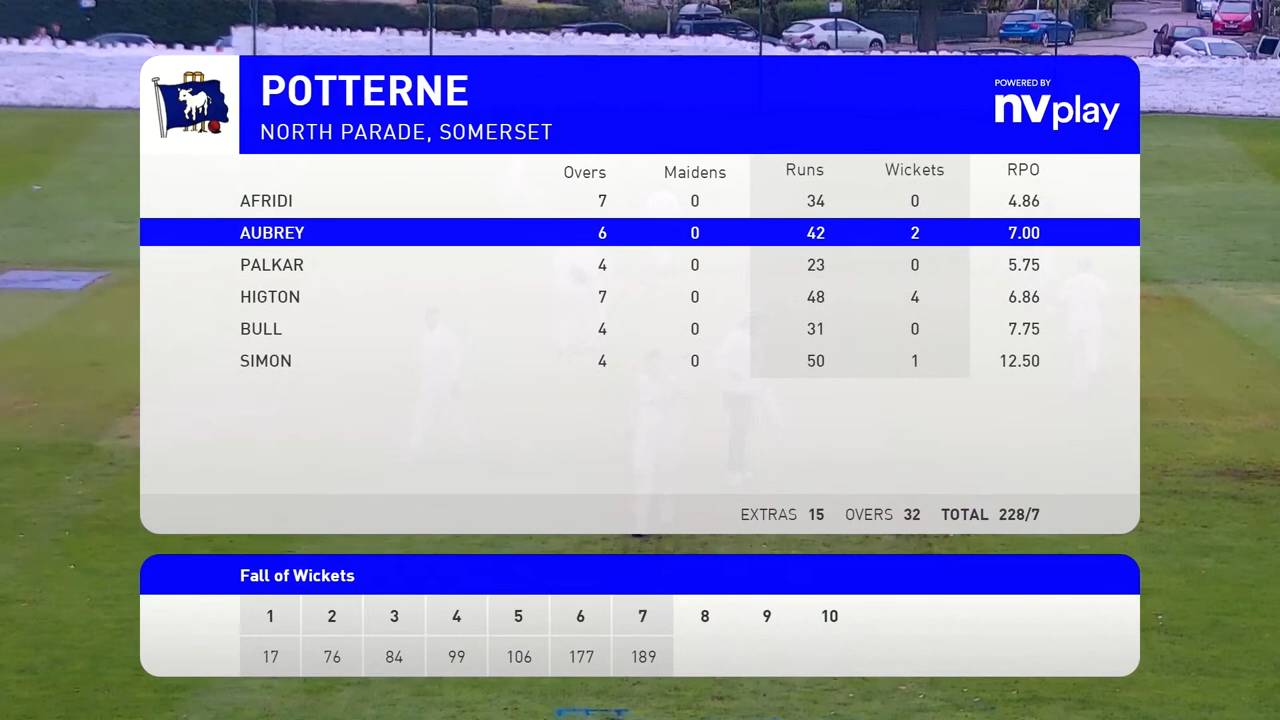 POTTERNE
NORTH PARADE, SOMERSET
POWERED BY
nvplay
Overs Maidens Runs Wickets RPO
AFRIDI 7 0 34 0 4.86
AUBREY 6 0 42 2 7.00
PALKAR 4 0 23 0 5.75
HIGTON 7 0 48 4 6.86
BULL 4 0 31 0 7.75
SIMON 4 0 50 1 12.50
EXTRAS 15 OVERS 32 TOTAL 228/7
Fall of Wickets
1 2 3 4 5 6 7 8 9 10
17 76 84 99 106 177 189